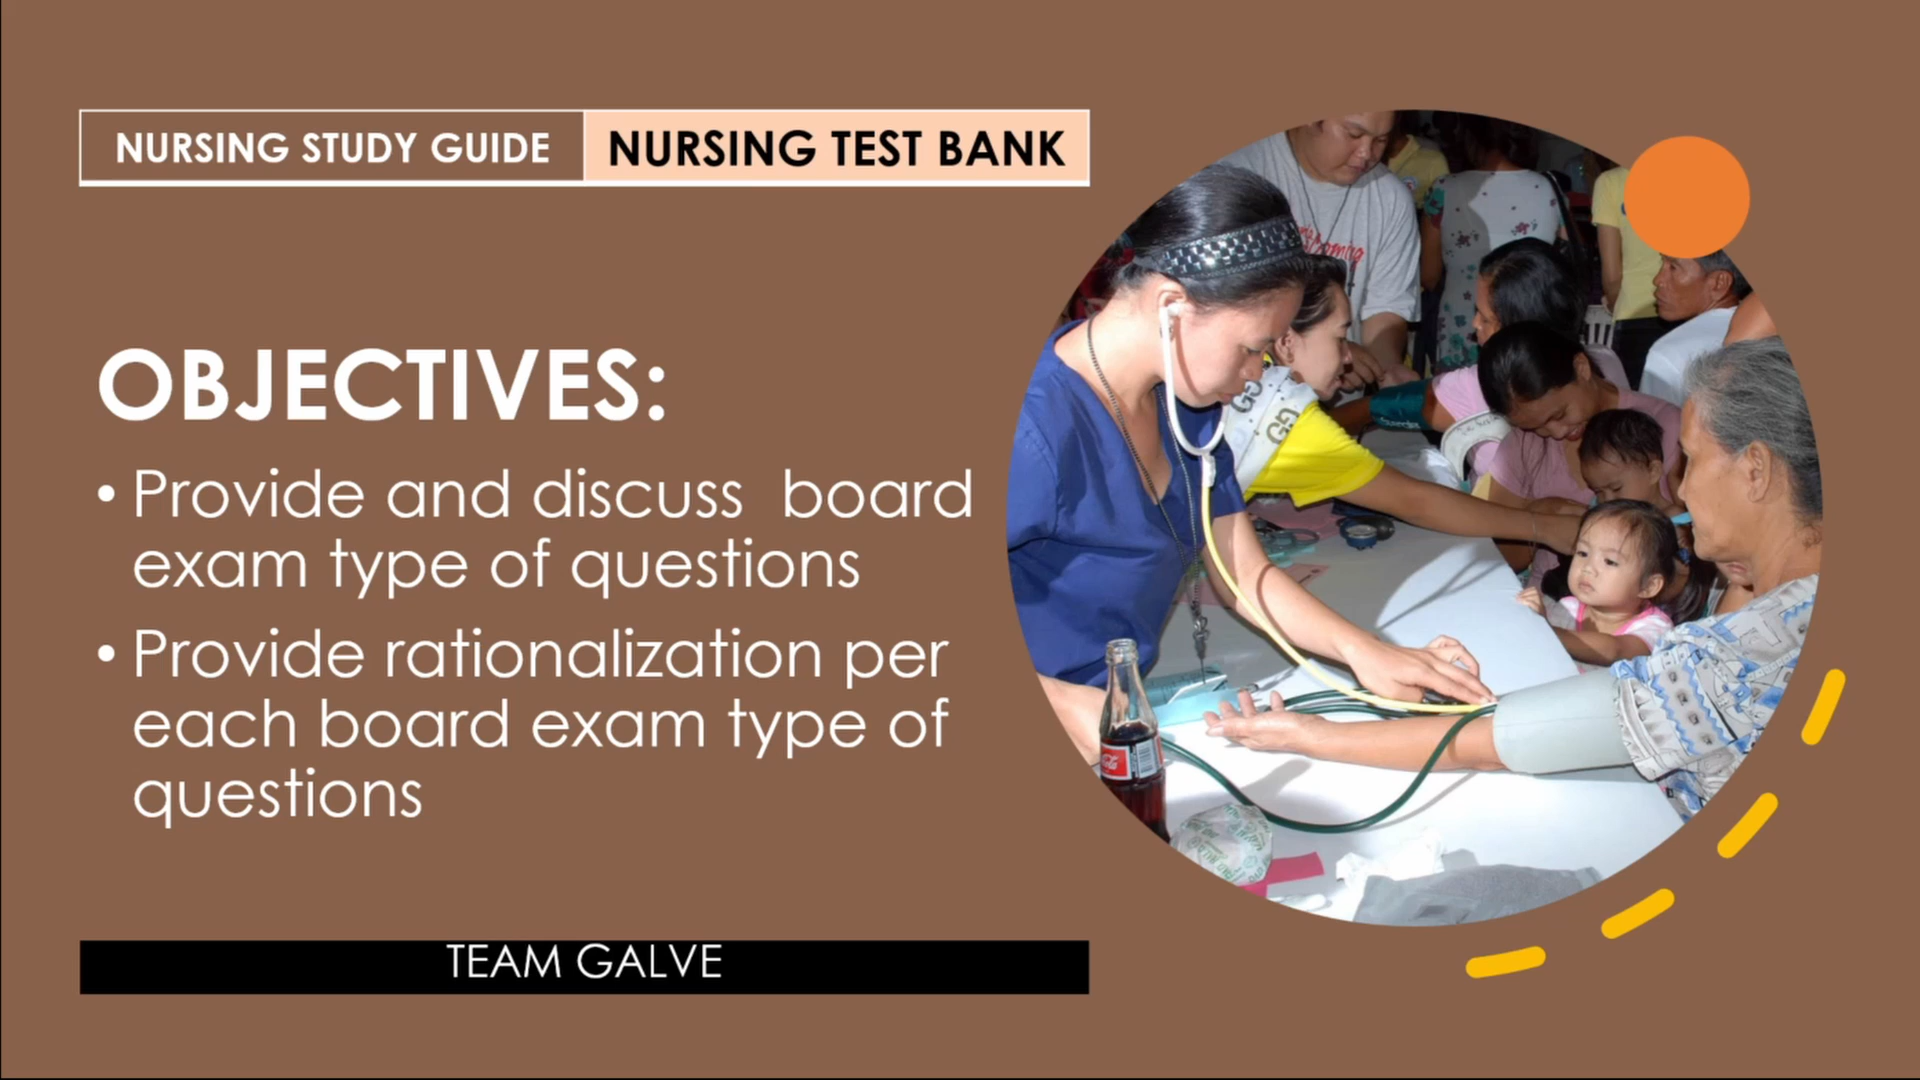 NURSING STUDY GUIDE
NURSING TEST BANK
OBJECTIVES:
• Provide and discuss board
exam type of questions
• Provide rationalization per
each board exam type of
questions
TEAM GALVE